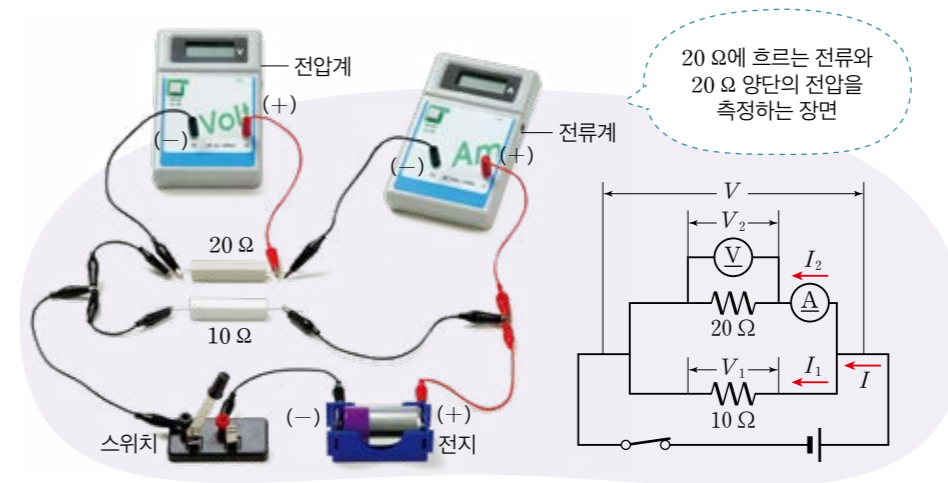 20 Ω에 흐르는 전류와
20 Ω 양단의 전압을
측정하는 장면
전압계
Volt
(−)
(+)
전류계
Am
(−)
(+)
20 Ω
10 Ω
스위치
(−)
(+)
전지
V
V₂
V
I₂
A
20 Ω
V₁
I₁
I
10 Ω